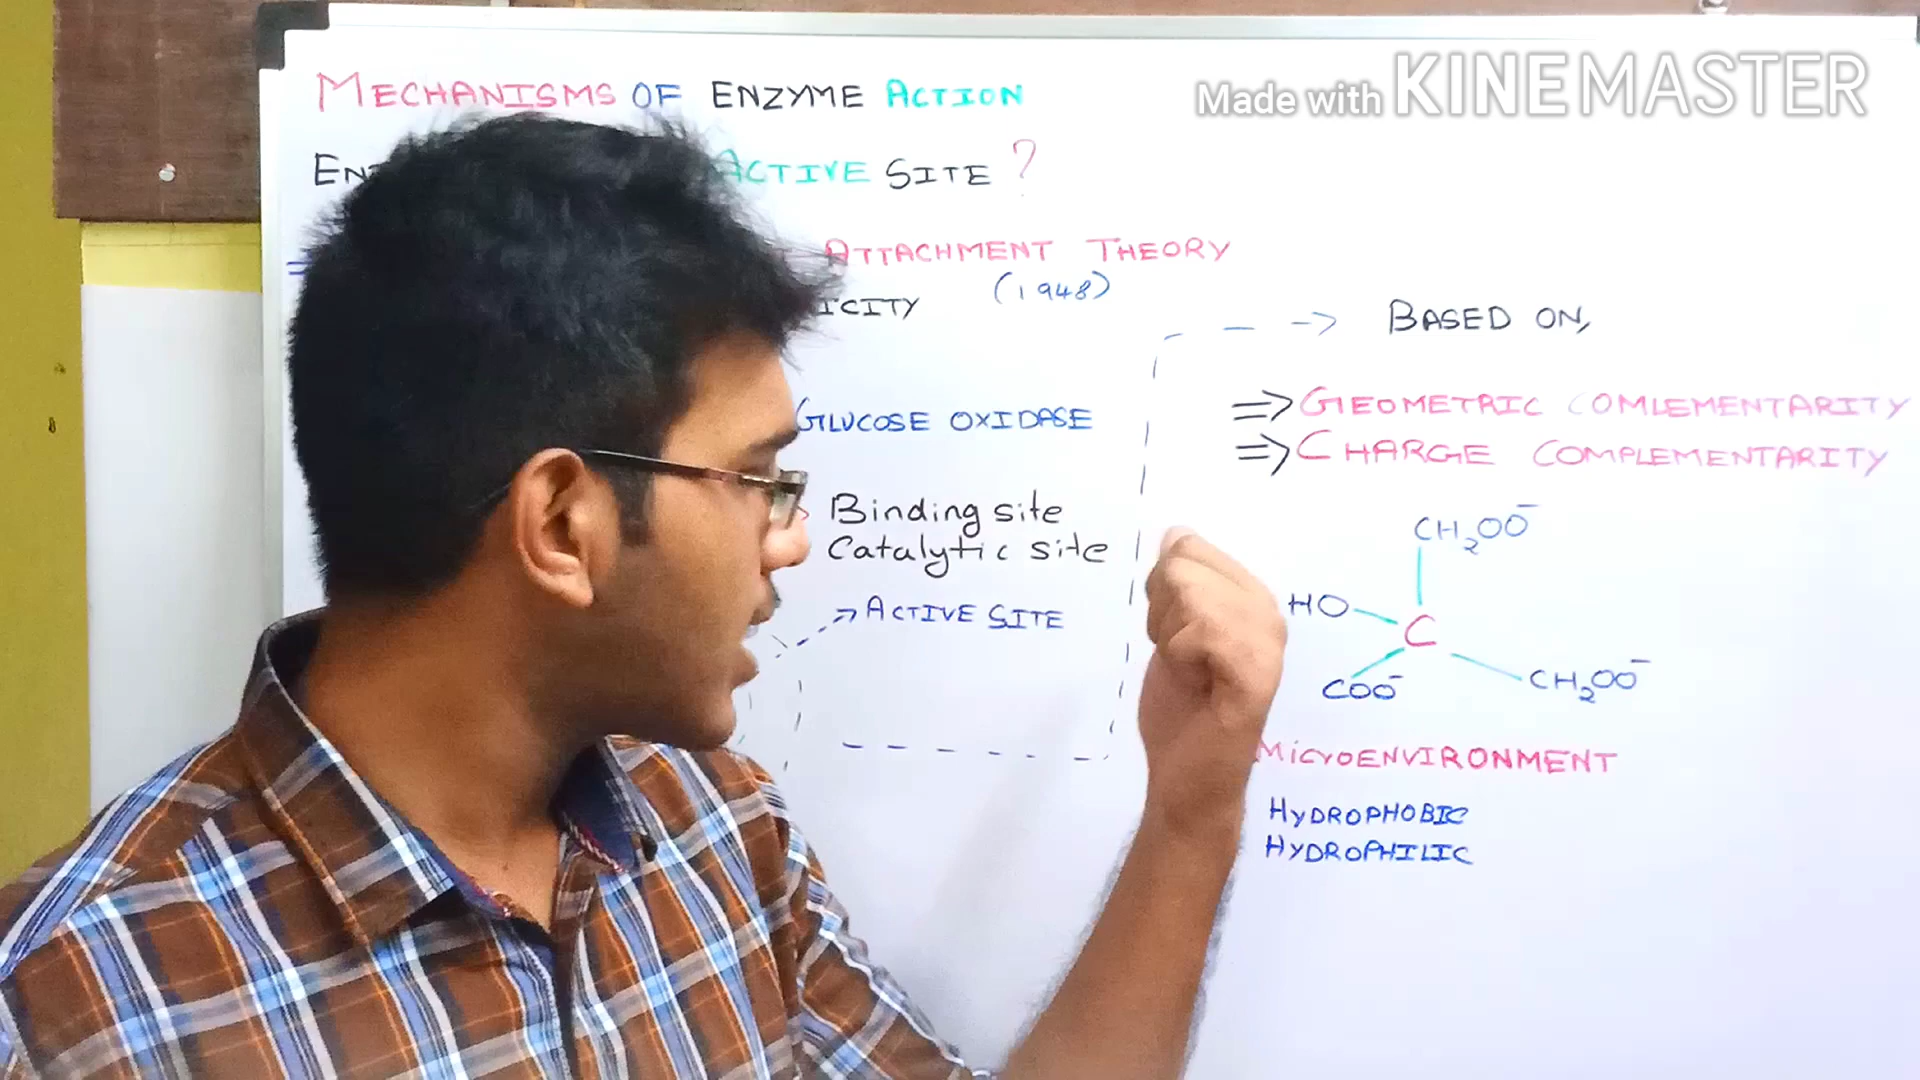 Made with KINEMASTER
MECHANISMS OF ENZYME ACTION
ACTIVE SITE ?
ATTACHMENT THEORY
(1948)
BASED ON,
GLUCOSE OXIDASE
⇒ GEOMETRIC COMLEMENTARITY
⇒ CHARGE COMPLEMENTARITY
Binding site
Catalytic site
ACTIVE SITE
CH₂OO⁻
HO
C
COO⁻
CH₂OO⁻
MicroENVIRONMENT
HYDROPHOBIC
HYDROPHILIC